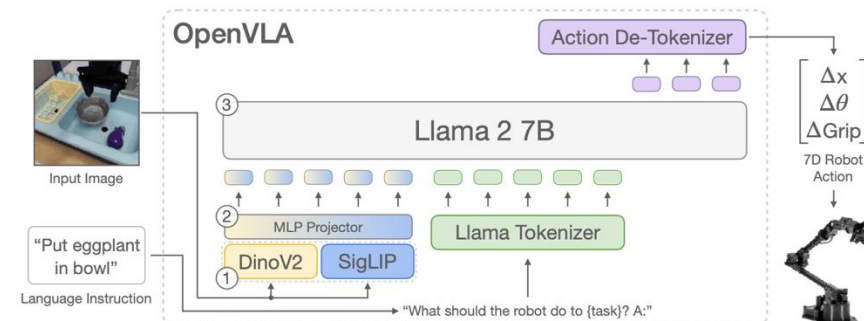 OpenVLA
Action De-Tokenizer
Δx
Δθ
ΔGrip
7D Robot
Action
3
Llama 2 7B
Input Image
2
MLP Projector
Llama Tokenizer
1
DinoV2
SigLIP
“Put eggplant
in bowl”
Language Instruction
“What should the robot do to {task}? A:”